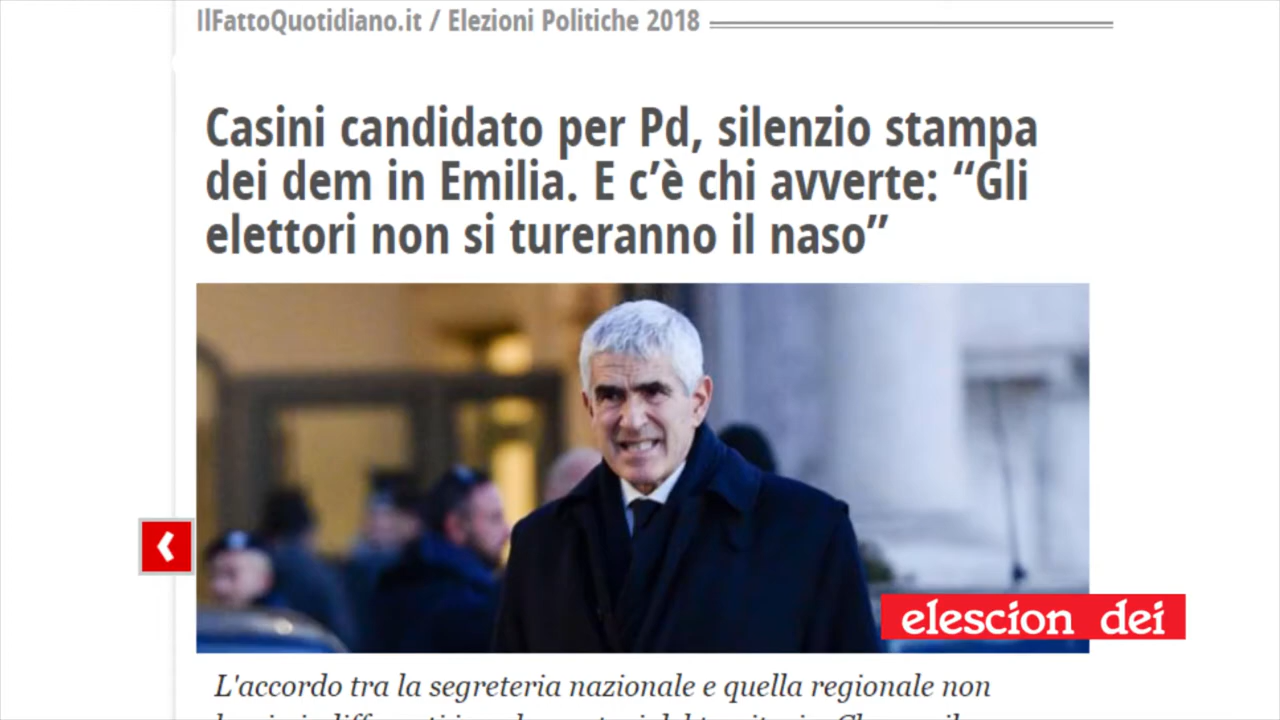 IlFattoQuotidiano.it / Elezioni Politiche 2018
Casini candidato per Pd, silenzio stampa
dei dem in Emilia. E c’è chi avverte: “Gli
elettori non si tureranno il naso”
elescion dei
L'accordo tra la segreteria nazionale e quella regionale non